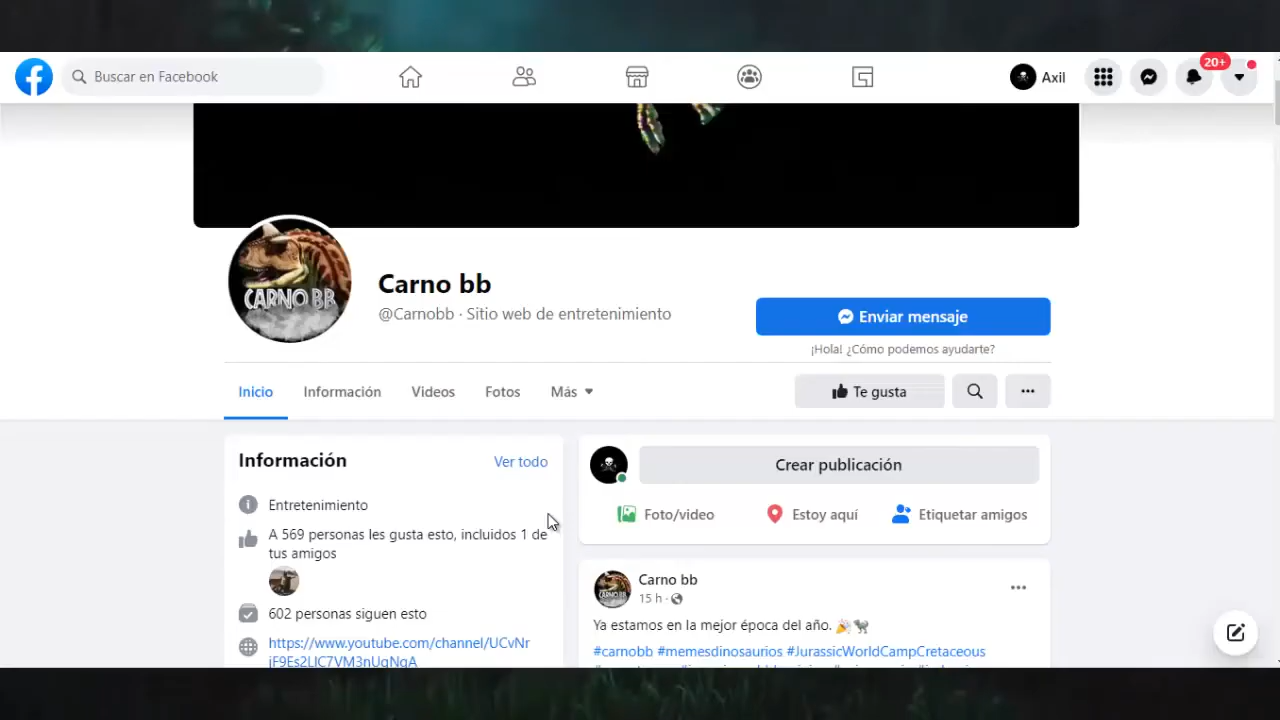 Buscar en Facebook
Axil
20+
CARNO BB
Carno bb
@Carnobb · Sitio web de entretenimiento
Enviar mensaje
¡Hola! ¿Cómo podemos ayudarte?
Inicio Información Videos Fotos Más
Te gusta
Información Ver todo
Entretenimiento
A 569 personas les gusta esto, incluidos 1 de
tus amigos
602 personas siguen esto
https://www.youtube.com/channel/UCvNr
Crear publicación
Foto/video Estoy aquí Etiquetar amigos
Carno bb
15 h ·
Ya estamos en la mejor época del año.
#carnobb #memesdinosaurios #JurassicWorldCampCretaceous